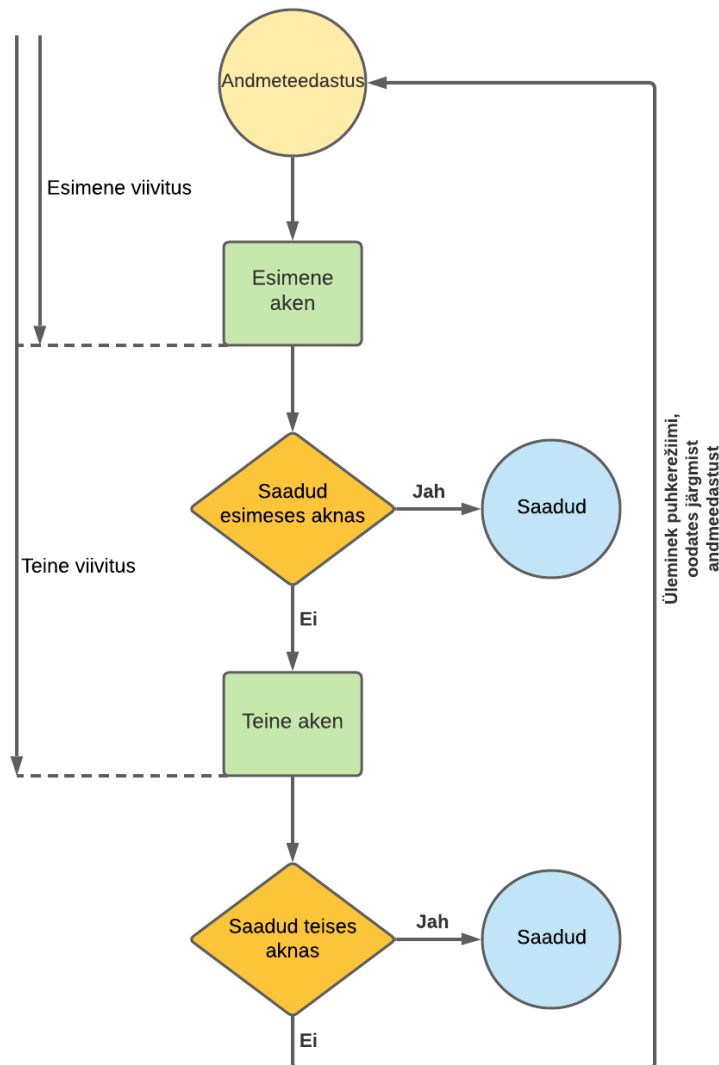 Andmeteedastus
Esimene viivitus
Esimene
aken
Saadud
esimeses aknas
Jah
Saadud
Ei
Teine viivitus
Teine aken
Saadud teises
aknas
Jah
Saadud
Ei
Üleminek puhkerežiimi,
oodates järgmist
andmeedastust